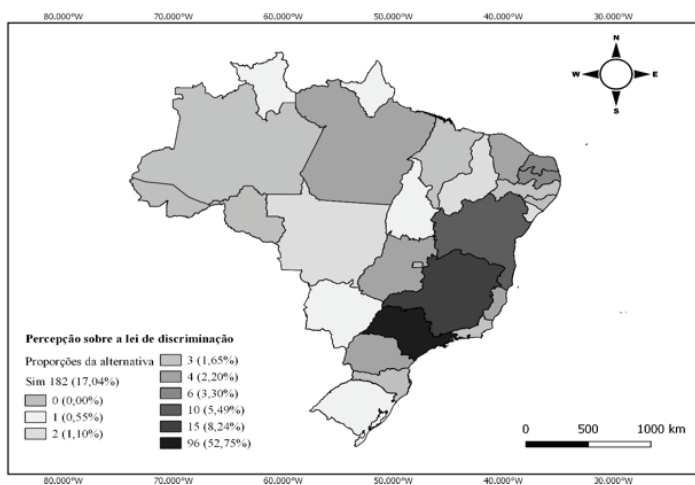 80.000°W 70.000°W 60.000°W 50.000°W 40.000°W 30.000°W
N
W E
S
Percepção sobre a lei de discriminação
Proporções da alternativa
Sim 182 (17,04%)
0 (0,00%)
1 (0,55%)
2 (1,10%)
3 (1,65%)
4 (2,20%)
6 (3,30%)
10 (5,49%)
15 (8,24%)
96 (52,75%)
0 500 1000 km
80.000°W 70.000°W 60.000°W 50.000°W 40.000°W 30.000°W